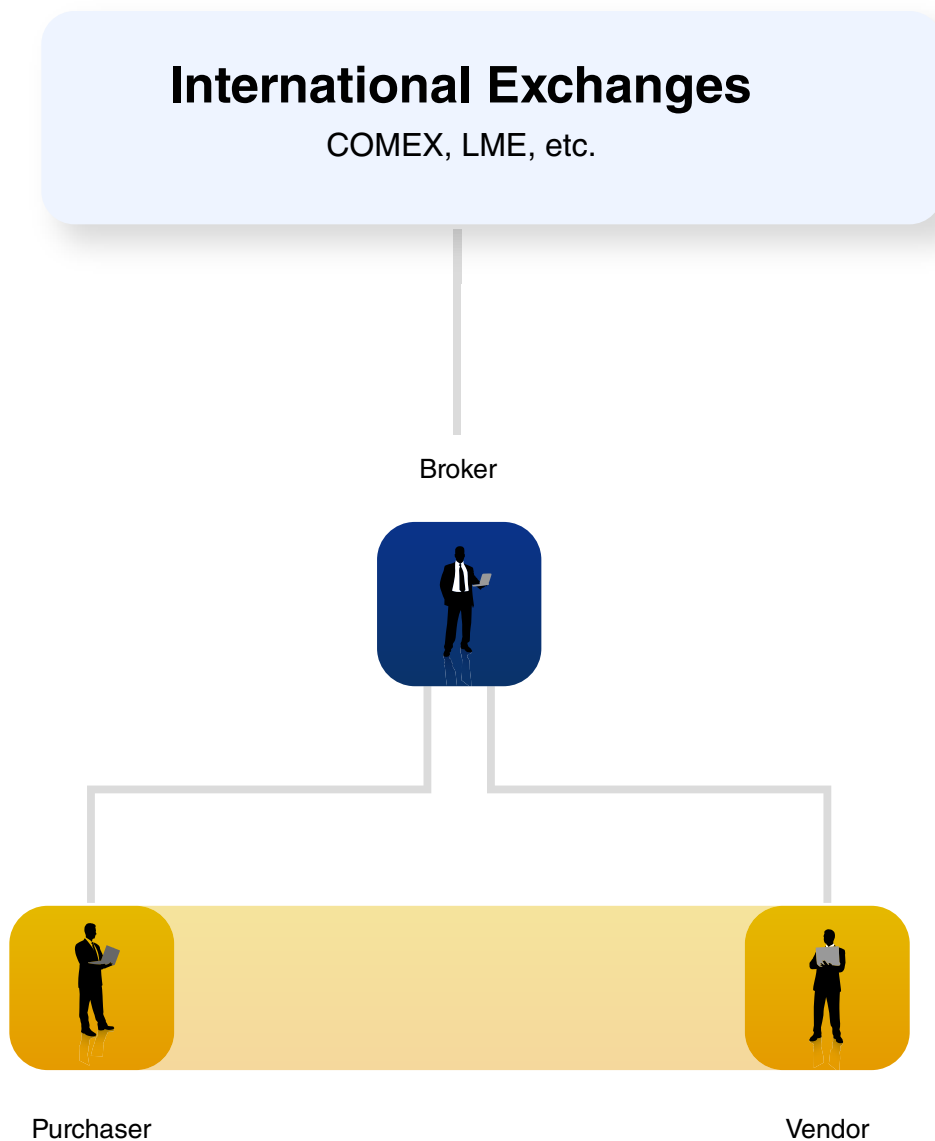 International Exchanges
COMEX, LME, etc.
Broker
Purchaser
Vendor